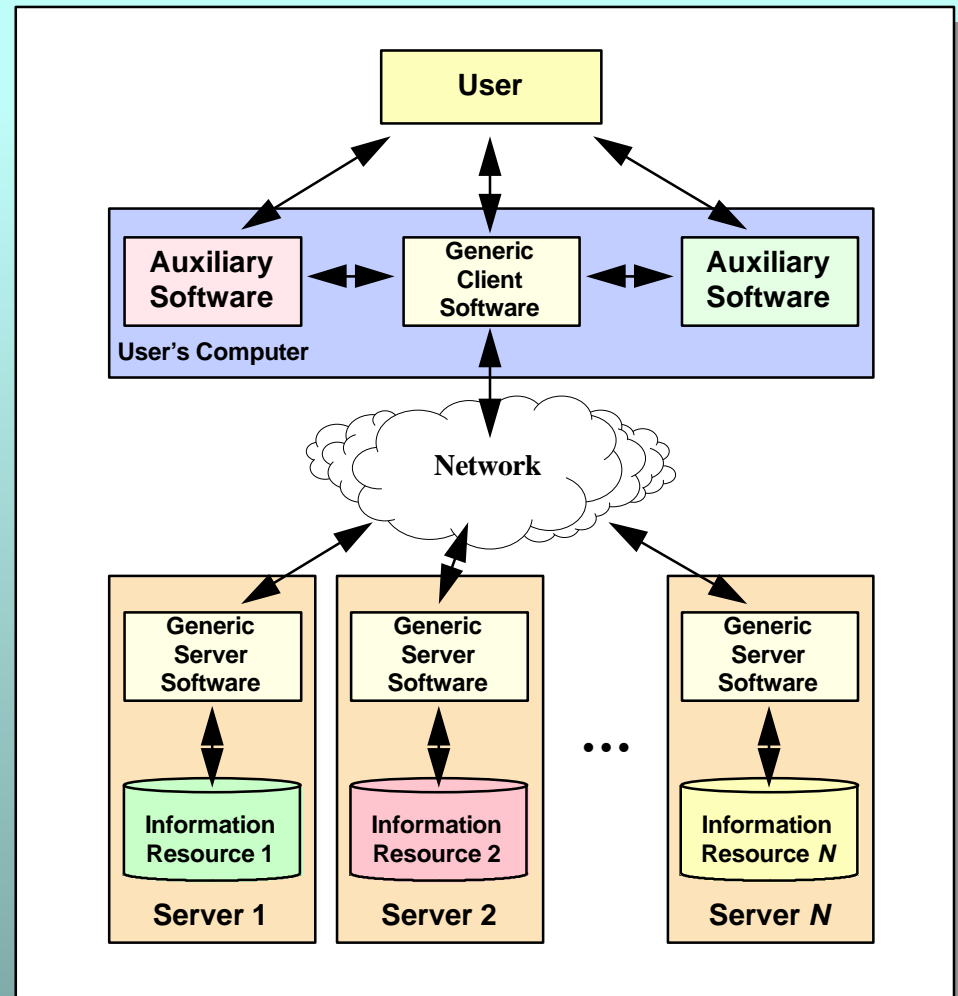 User
Auxiliary
Software
Generic
Client
Software
Auxiliary
Software
User's Computer
Network
Generic
Server
Software
Generic
Server
Software
Generic
Server
Software
...
Information
Resource 1
Information
Resource 2
Information
Resource N
Server 1
Server 2
Server N